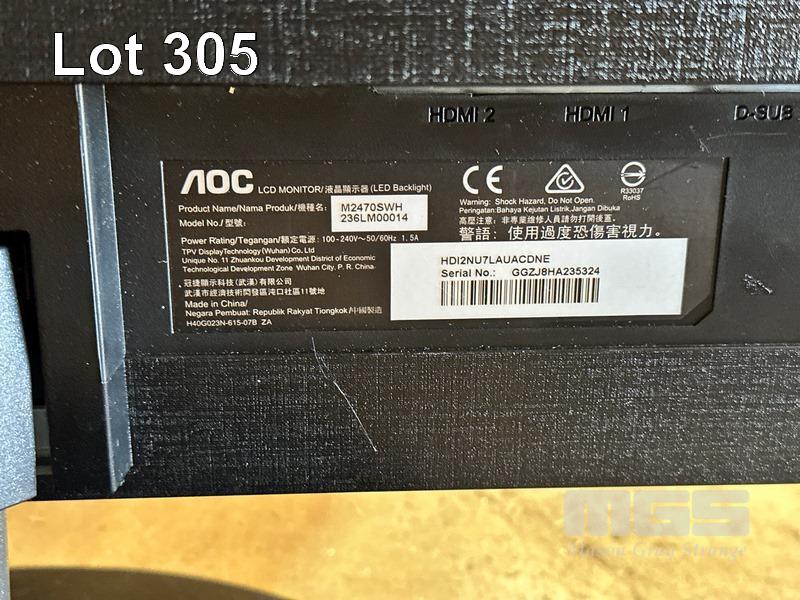 Lot 305
HDMI 2 HDMI 1 D-SUB
AOC LCD MONITOR/液晶顯示器 (LED Backlight)
Product Name/Nama Produk/機種名: M2470SWH
Model No./型號: 236LM00014
Power Rating/Tegangan/額定電源: 100-240V~50/60Hz 1.5A
TPV DisplayTechnology (Wuhan) Co, Ltd
Unique No. 11 Zhuankou Development District of Economic
Technological Development Zone Wuhan City, P. R. China
冠捷顯示科技(武漢)有限公司
武漢市經濟技術開發區沌口社區11號
Made in China/
Negara Pembuat: Republik Rakyat Tiongkok/中國製造
H40G023N-615-07B ZA
CE
R33037
RoHS
Warning: Shock Hazard, Do Not Open.
Peringatan:Bahaya Kejutan Listrik,Jangan Dibuka
高壓注意: 非專業維修人員請勿打開後蓋.
警語: 使用過度恐傷害視力。
HDI2NU7LAUACDNE
Serial No.: GGZJ8HA235324
MGS
Mason Gray Strange